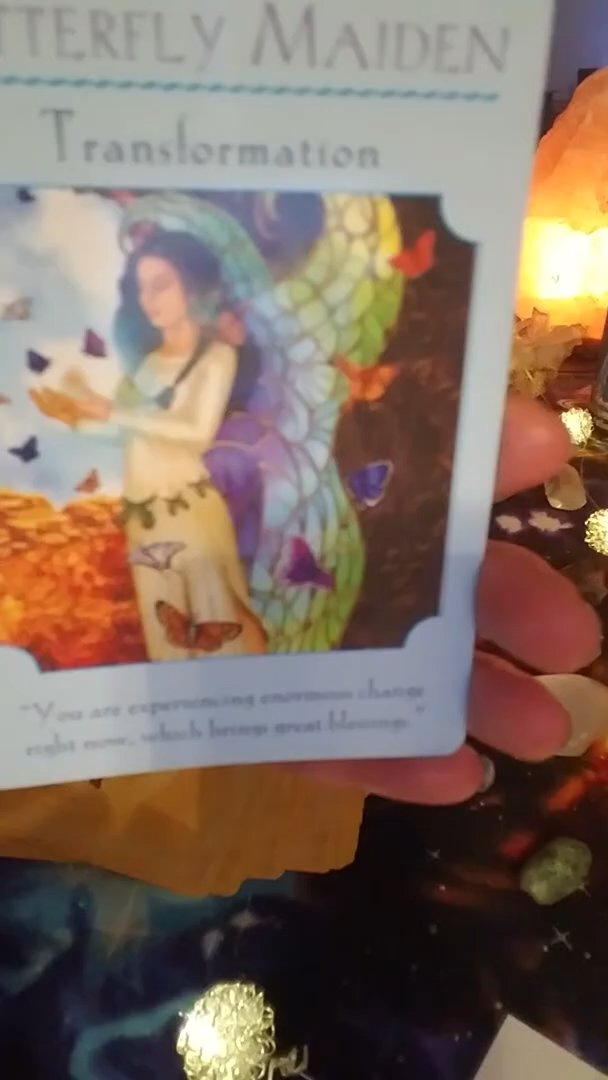 TTERFLY MAIDEN
Transformation
"You are experiencing enormous change
right now, which brings great blessings."